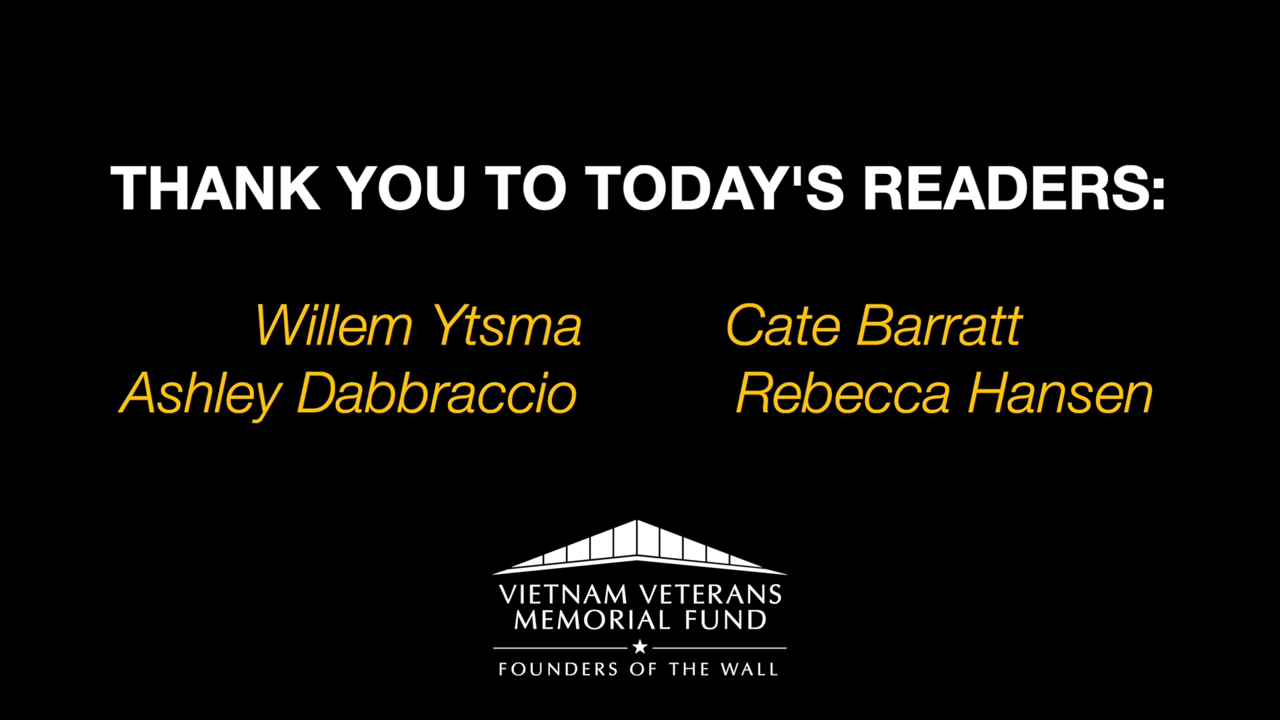 THANK YOU TO TODAY'S READERS:
Willem Ytsma Cate Barratt
Ashley Dabbraccio Rebecca Hansen
VIETNAM VETERANS
MEMORIAL FUND
FOUNDERS OF THE WALL